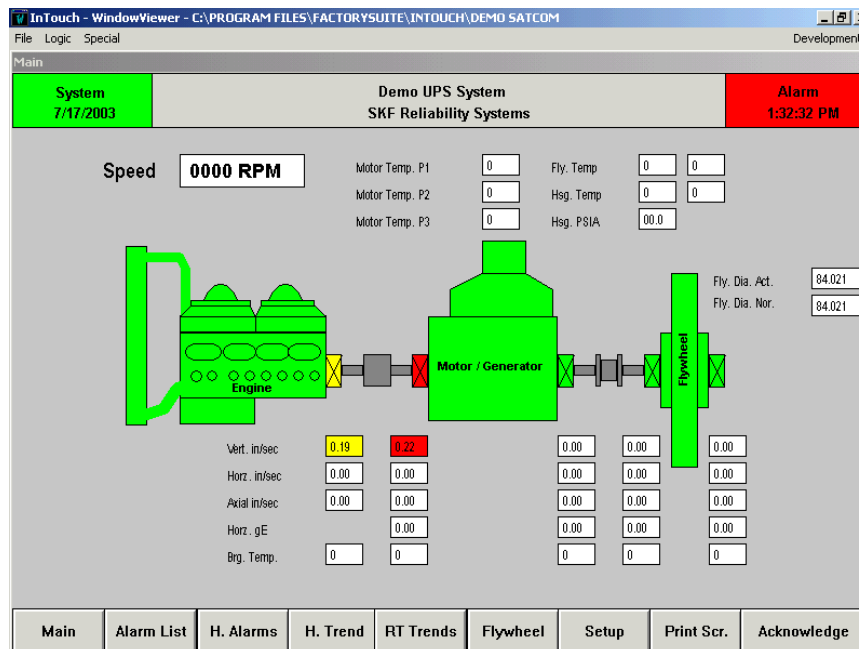 InTouch - WindowViewer - C:\PROGRAM FILES\FACTORYSUITE\INTOUCH\DEMO SATCOM
File Logic Special Development
Main
System
7/17/2003
Demo UPS System
SKF Reliability Systems
Alarm
1:32:32 PM
Speed 0000 RPM
Motor Temp. P1 0 Fly. Temp 0 0
Motor Temp. P2 0 Hsg. Temp 0 0
Motor Temp. P3 0 Hsg. PSIA 00.0
Fly. Dia. Act. 84.021
Fly. Dia. Nor. 84.021
Engine
Motor / Generator
Flywheel
Vert. in/sec 0.19 0.22 0.00 0.00 0.00
Horz. in/sec 0.00 0.00 0.00 0.00 0.00
Axial in/sec 0.00 0.00 0.00 0.00 0.00
Horz. gE 0.00 0.00 0.00 0.00
Brg. Temp. 0 0 0 0 0
Main Alarm List H. Alarms H. Trend RT Trends Flywheel Setup Print Scr. Acknowledge